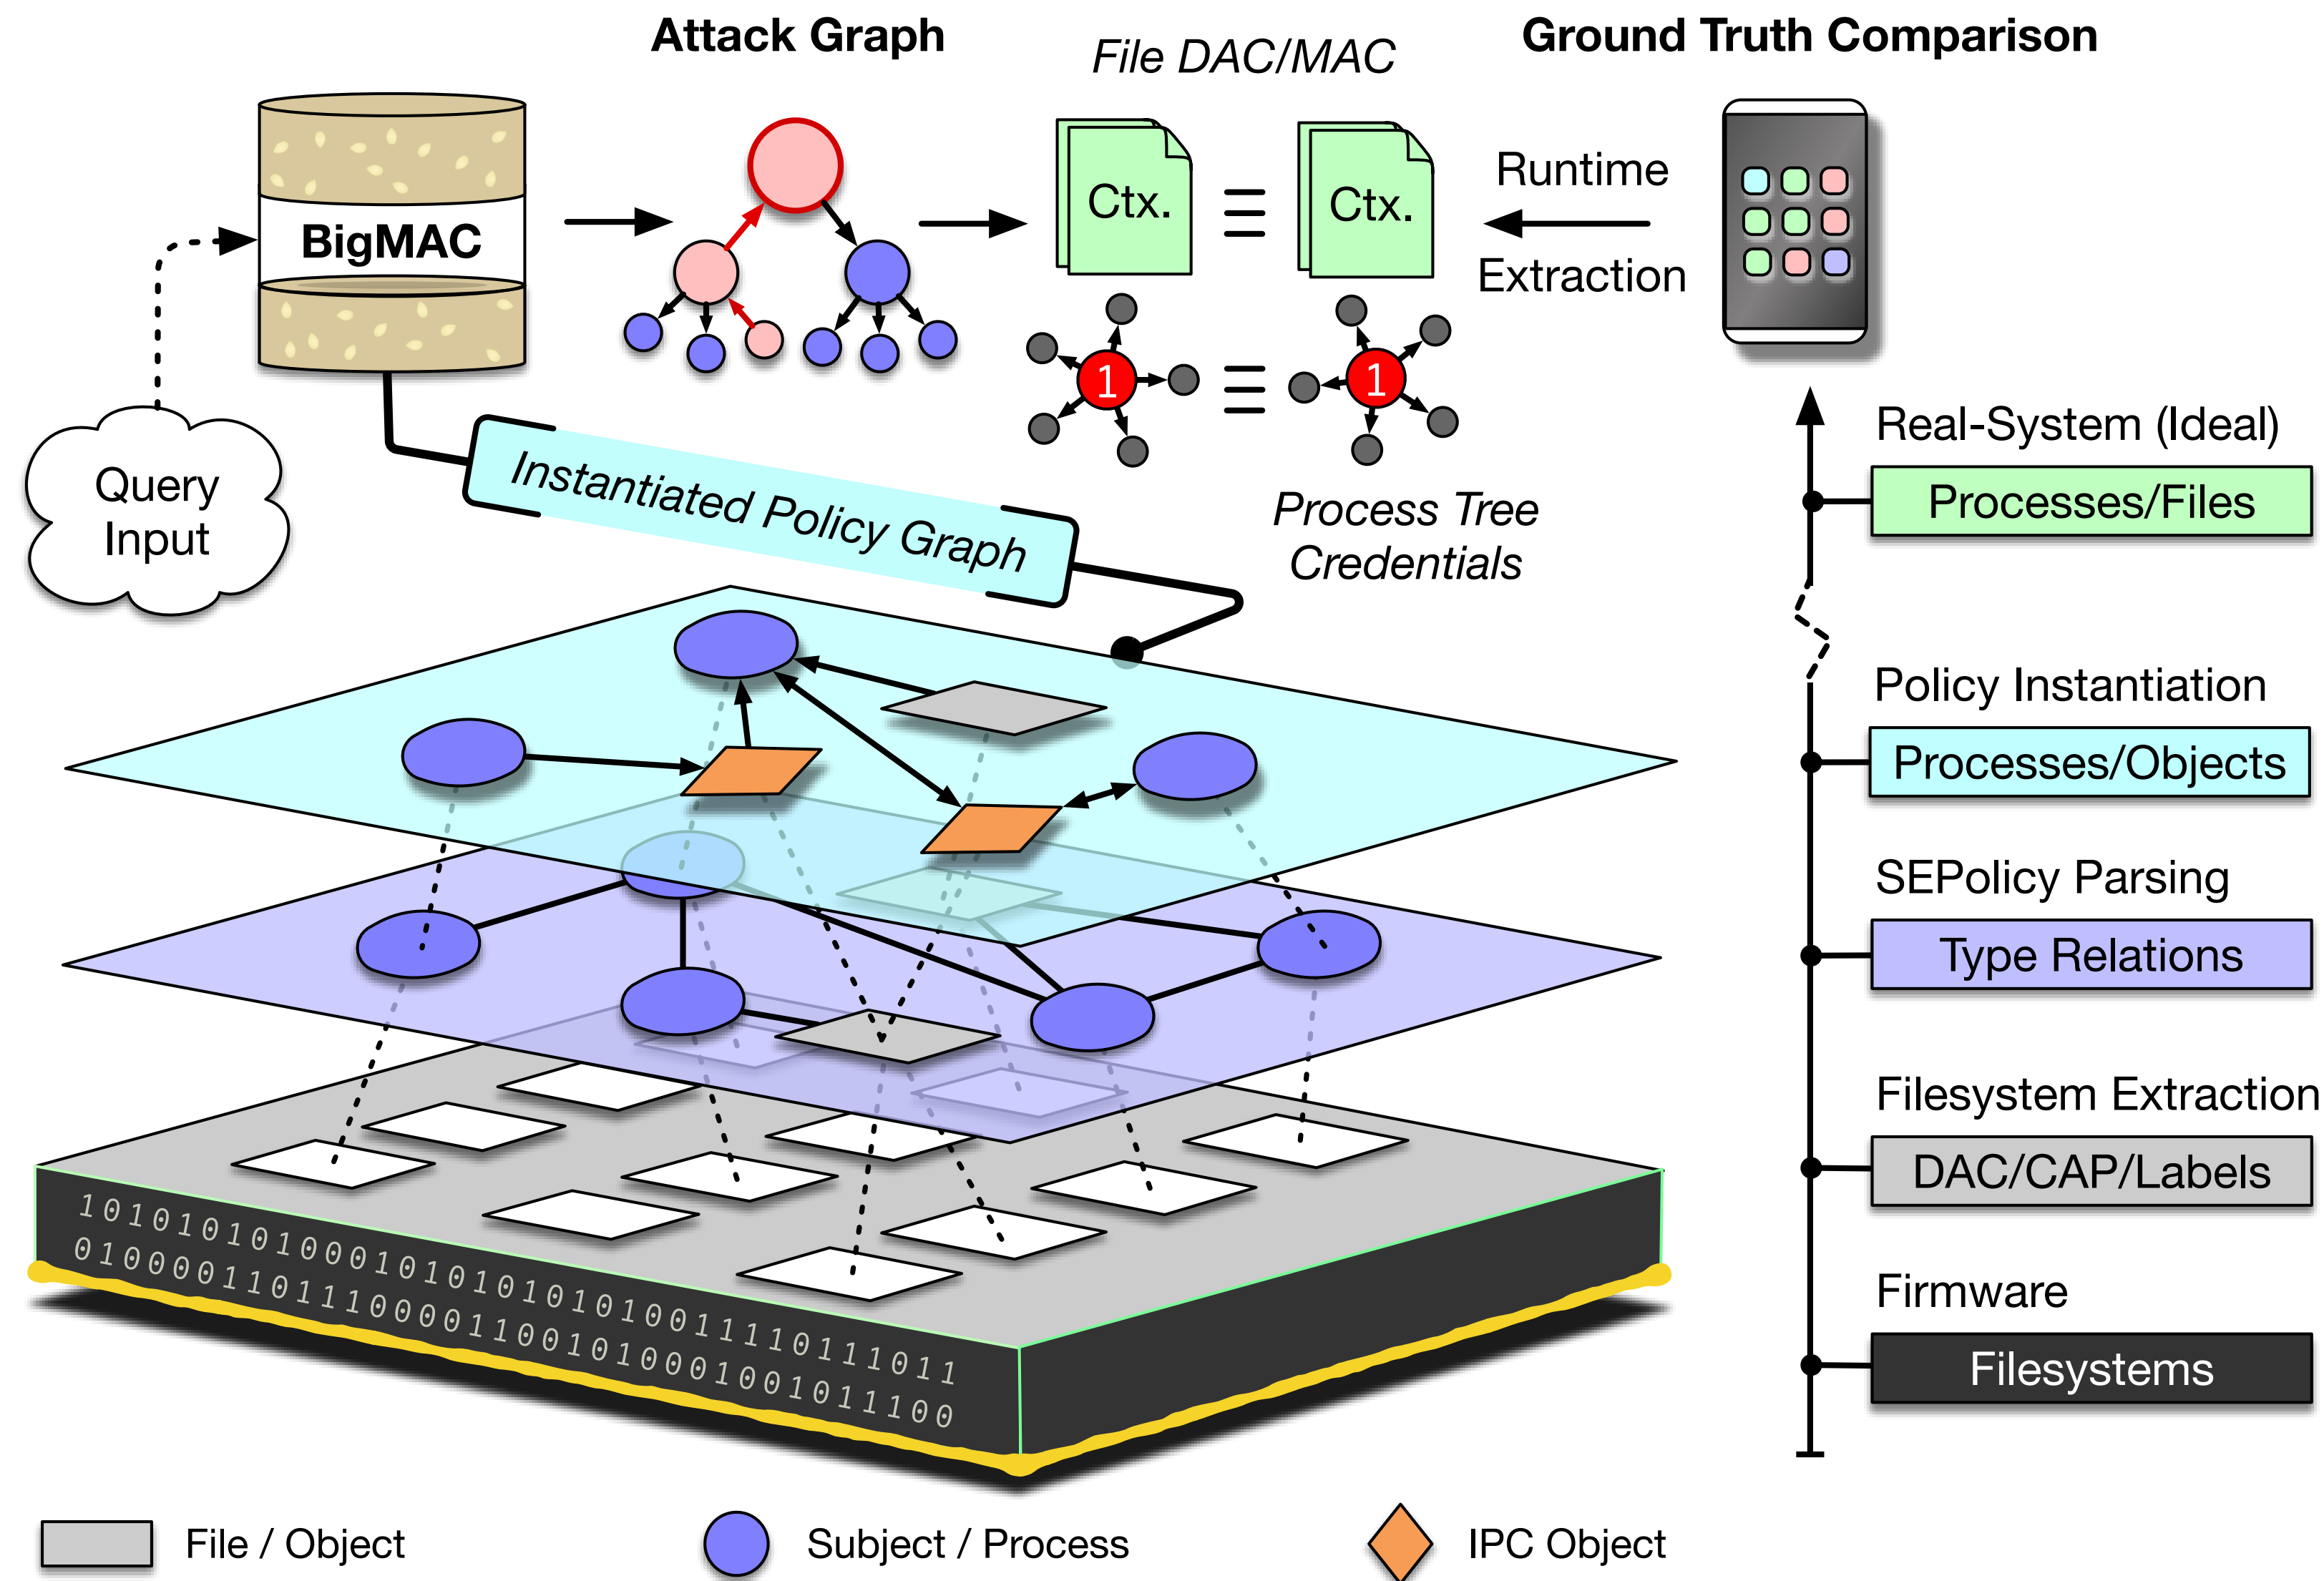 Attack Graph
File DAC/MAC
Ground Truth Comparison
BigMAC
Ctx.
Ctx.
Runtime
Extraction
1
1
Query
Input
Instantiated Policy Graph
Process Tree
Credentials
Real-System (Ideal)
Processes/Files
Policy Instantiation
Processes/Objects
SEPolicy Parsing
Type Relations
Filesystem Extraction
DAC/CAP/Labels
Firmware
Filesystems
101010100010101010101010011110111011
010000110111000011001010001001011100
File / Object
Subject / Process
IPC Object